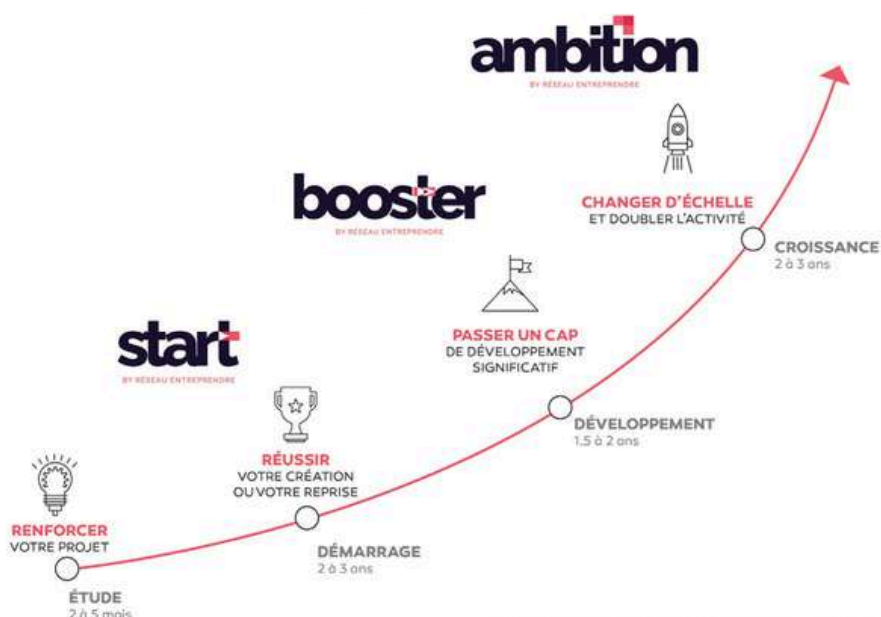 ambition
BY RÉSEAU ENTREPRENDRE
CHANGER D'ÉCHELLE
ET DOUBLER L'ACTIVITÉ
CROISSANCE
2 à 3 ans
booster
BY RÉSEAU ENTREPRENDRE
PASSER UN CAP
DE DÉVELOPPEMENT
SIGNIFICATIF
DÉVELOPPEMENT
1.5 à 2 ans
start
BY RÉSEAU ENTREPRENDRE
RÉUSSIR
VOTRE CRÉATION
OU VOTRE REPRISE
DÉMARRAGE
2 à 3 ans
RENFORCER
VOTRE PROJET
ÉTUDE
2 à 5 mois